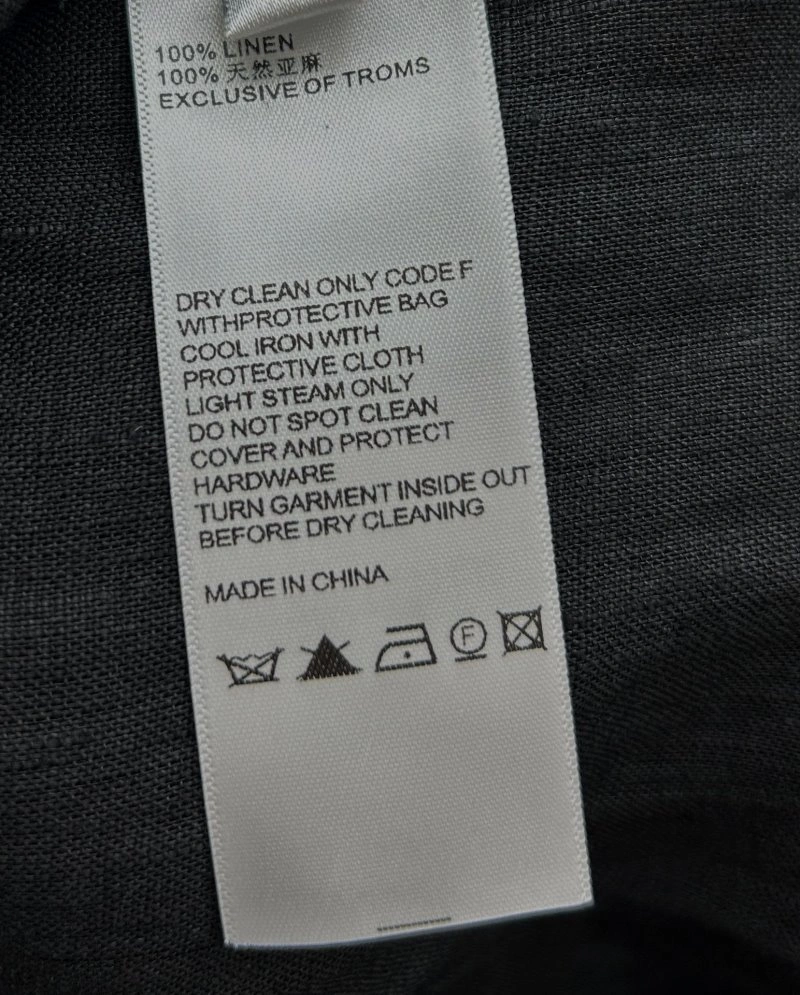 100% LINEN
100% 天然亚麻
EXCLUSIVE OF TROMS
DRY CLEAN ONLY CODE F
WITHPROTECTIVE BAG
COOL IRON WITH
PROTECTIVE CLOTH
LIGHT STEAM ONLY
DO NOT SPOT CLEAN
COVER AND PROTECT
HARDWARE
TURN GARMENT INSIDE OUT
BEFORE DRY CLEANING
MADE IN CHINA
F